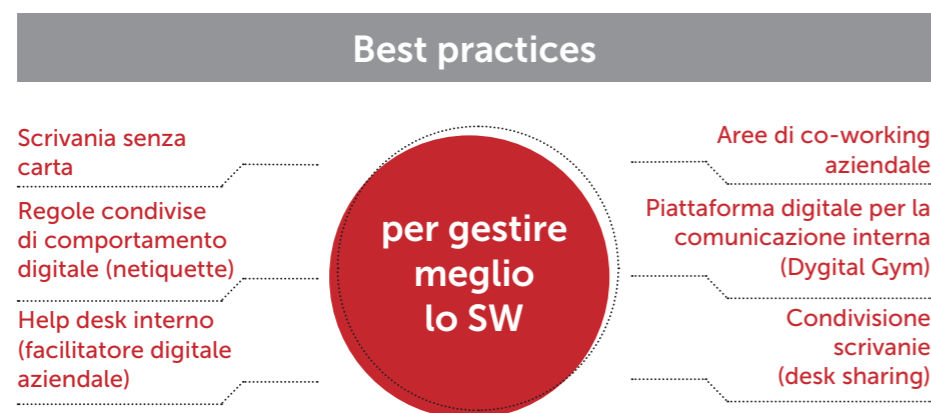 Best practices
Scrivania senza
carta
Regole condivise
di comportamento
digitale (netiquette)
Help desk interno
(facilitatore digitale
aziendale)
per gestire
meglio
lo SW
Aree di co-working
aziendale
Piattaforma digitale per la
comunicazione interna
(Dygital Gym)
Condivisione
scrivanie
(desk sharing)